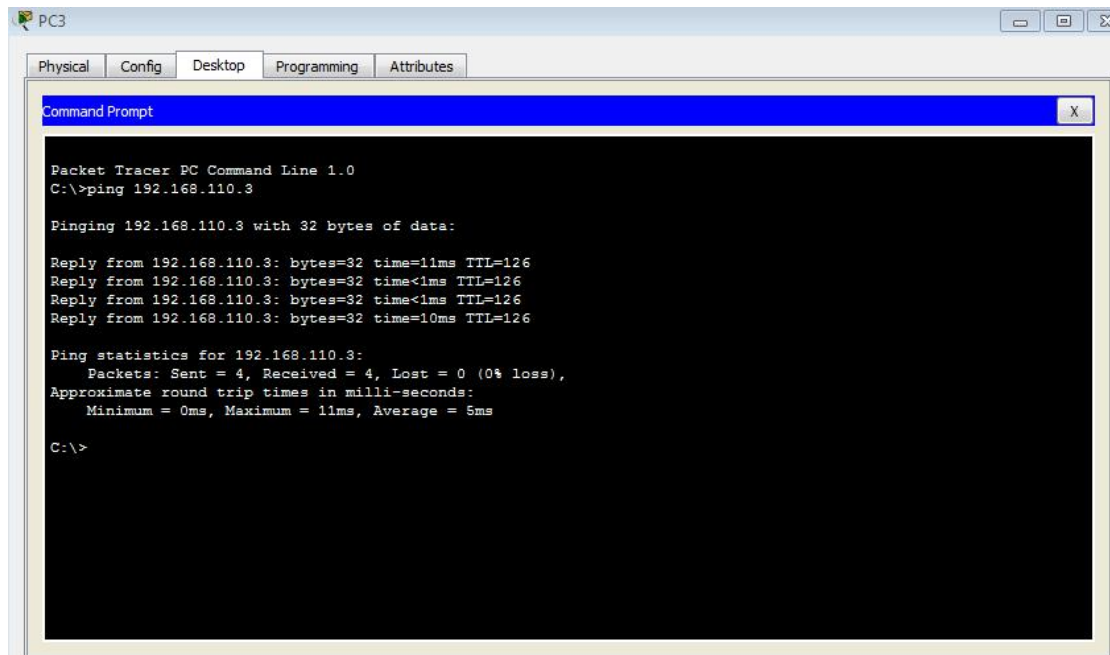 PC3
Physical Config Desktop Programming Attributes
Command Prompt
X
Packet Tracer PC Command Line 1.0
C:\>ping 192.168.110.3
Pinging 192.168.110.3 with 32 bytes of data:
Reply from 192.168.110.3: bytes=32 time=11ms TTL=126
Reply from 192.168.110.3: bytes=32 time<1ms TTL=126
Reply from 192.168.110.3: bytes=32 time<1ms TTL=126
Reply from 192.168.110.3: bytes=32 time=10ms TTL=126
Ping statistics for 192.168.110.3:
Packets: Sent = 4, Received = 4, Lost = 0 (0% loss),
Approximate round trip times in milli-seconds:
Minimum = 0ms, Maximum = 11ms, Average = 5ms
C:\>